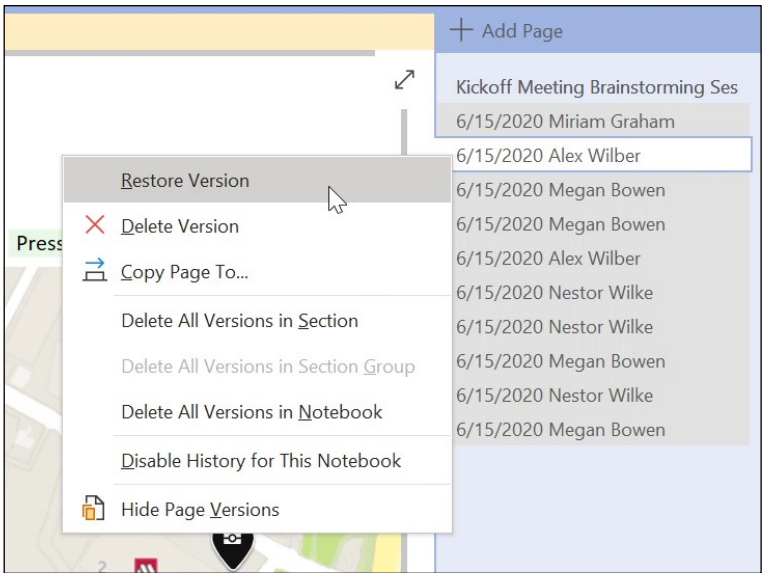 Add Page
Kickoff Meeting Brainstorming Ses
6/15/2020 Miriam Graham
6/15/2020 Alex Wilber
6/15/2020 Megan Bowen
6/15/2020 Megan Bowen
6/15/2020 Alex Wilber
6/15/2020 Nestor Wilke
6/15/2020 Nestor Wilke
6/15/2020 Megan Bowen
6/15/2020 Nestor Wilke
6/15/2020 Megan Bowen
Restore Version
Delete Version
Copy Page To...
Delete All Versions in Section
Delete All Versions in Section Group
Delete All Versions in Notebook
Disable History for This Notebook
Hide Page Versions
Press
2